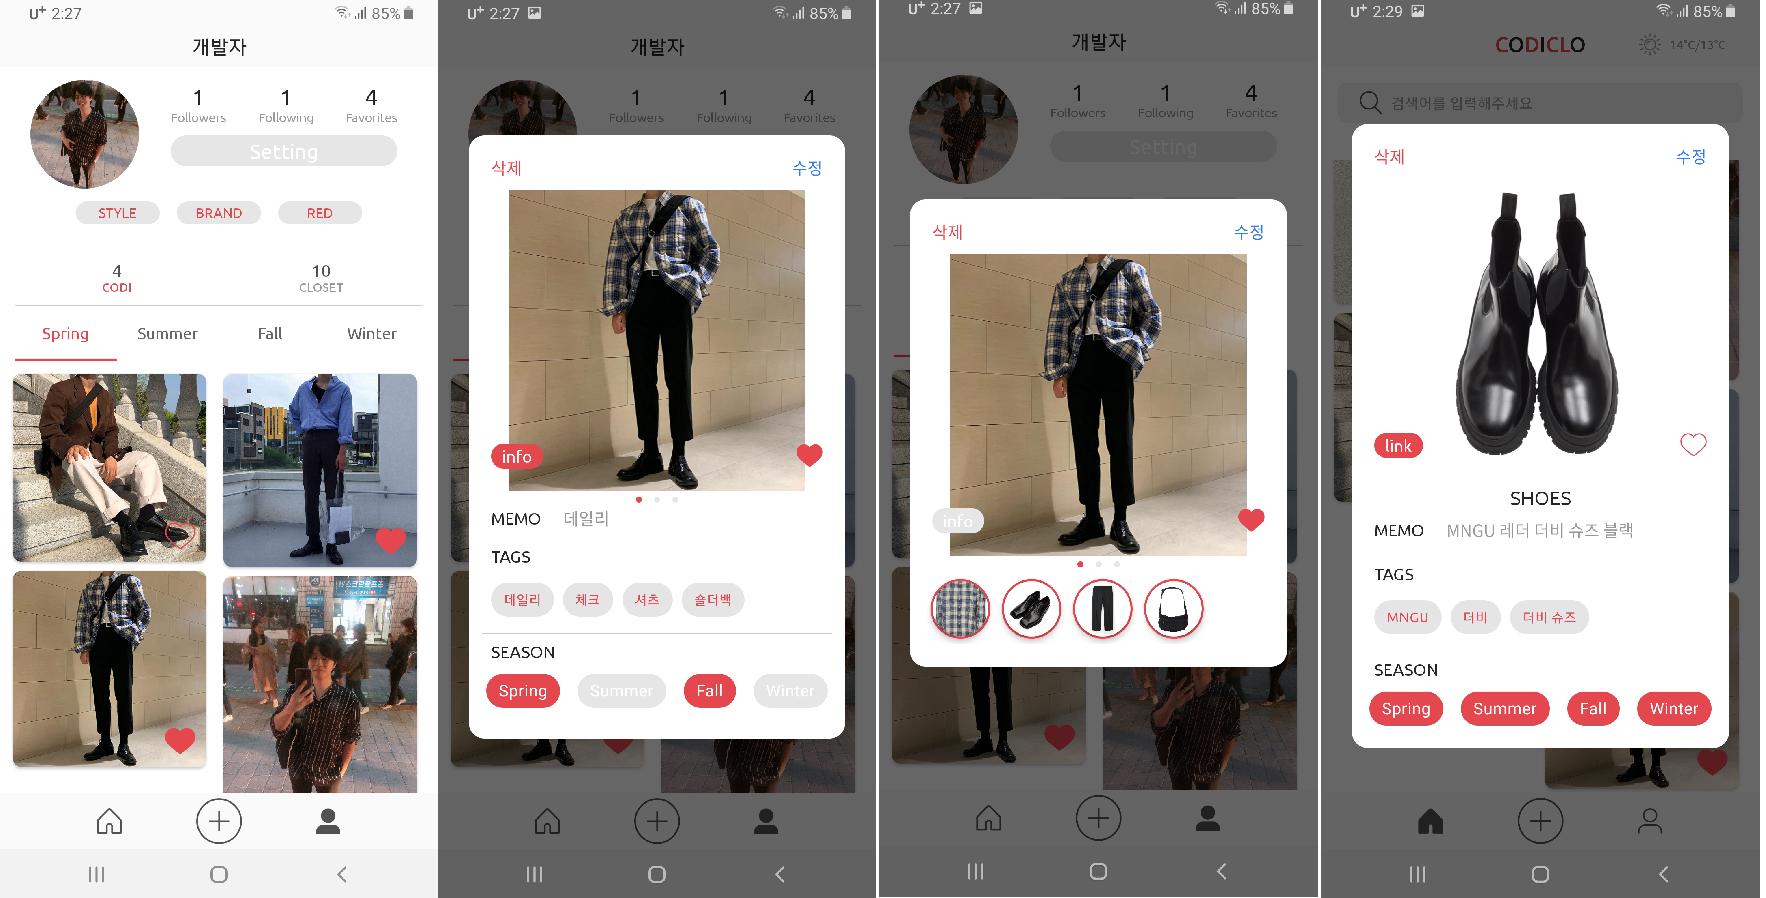 U+ 2:27
85%
개발자
1 1 4
Followers Following Favorites
Setting
STYLE BRAND RED
4 10
CODI CLOSET
Spring Summer Fall Winter
U+ 2:27
85%
개발자
1 1 4
Followers Following Favorites
삭제 수정
info
MEMO 데일리
TAGS
데일리 체크 셔츠 숄더백
SEASON
Spring Summer Fall Winter
U+ 2:27
85%
개발자
1 1 4
Followers Following Favorites
Setting
삭제 수정
info
U+ 2:29
85%
CODICLO
14°C/13°C
검색어를 입력해주세요
삭제 수정
link
SHOES
MEMO MNGU 레더 더비 슈즈 블랙
TAGS
MNGU 더비 더비 슈즈
SEASON
Spring Summer Fall Winter